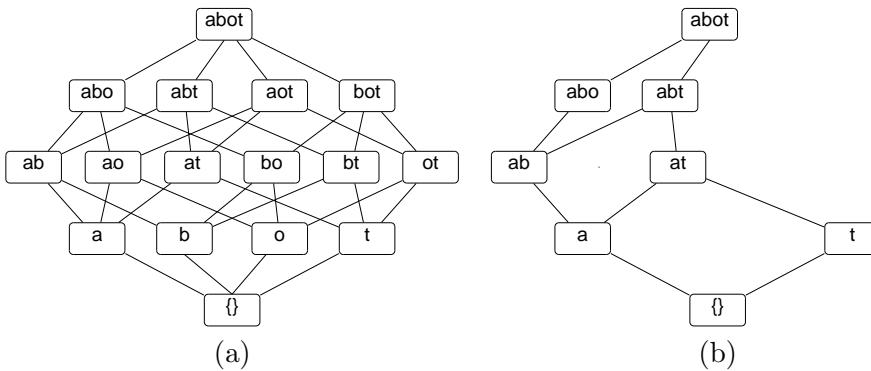 abot
abo abt aot bot
ab ao at bo bt ot
a b o t
{}
(a)
abot
abo abt
ab at
a t
{}
(b)